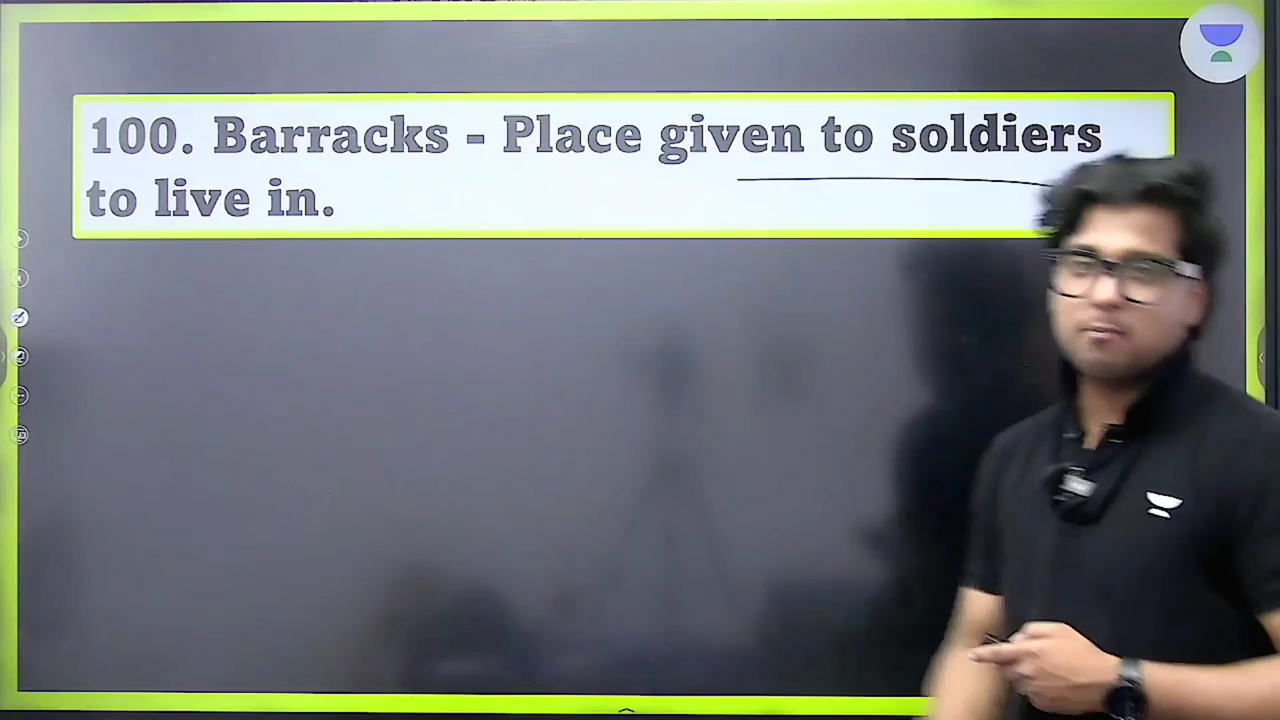 100. Barracks - Place given to soldiers
to live in.